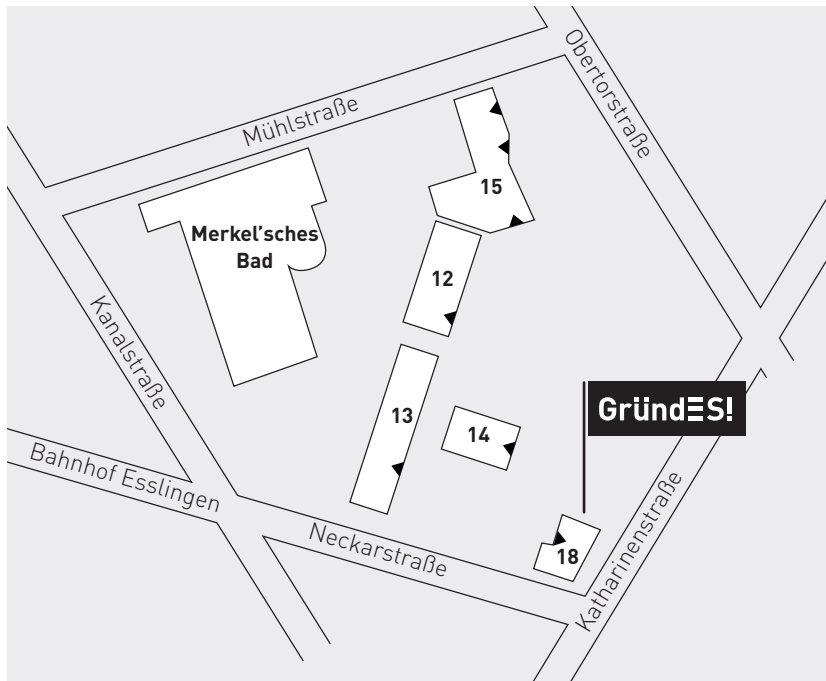 Mühlstraße
Obertorstraße
15
Merkel’sches
Bad
12
Kanalstraße
13
14
GründES!
Bahnhof Esslingen
Neckarstraße
18
Katharinenstraße